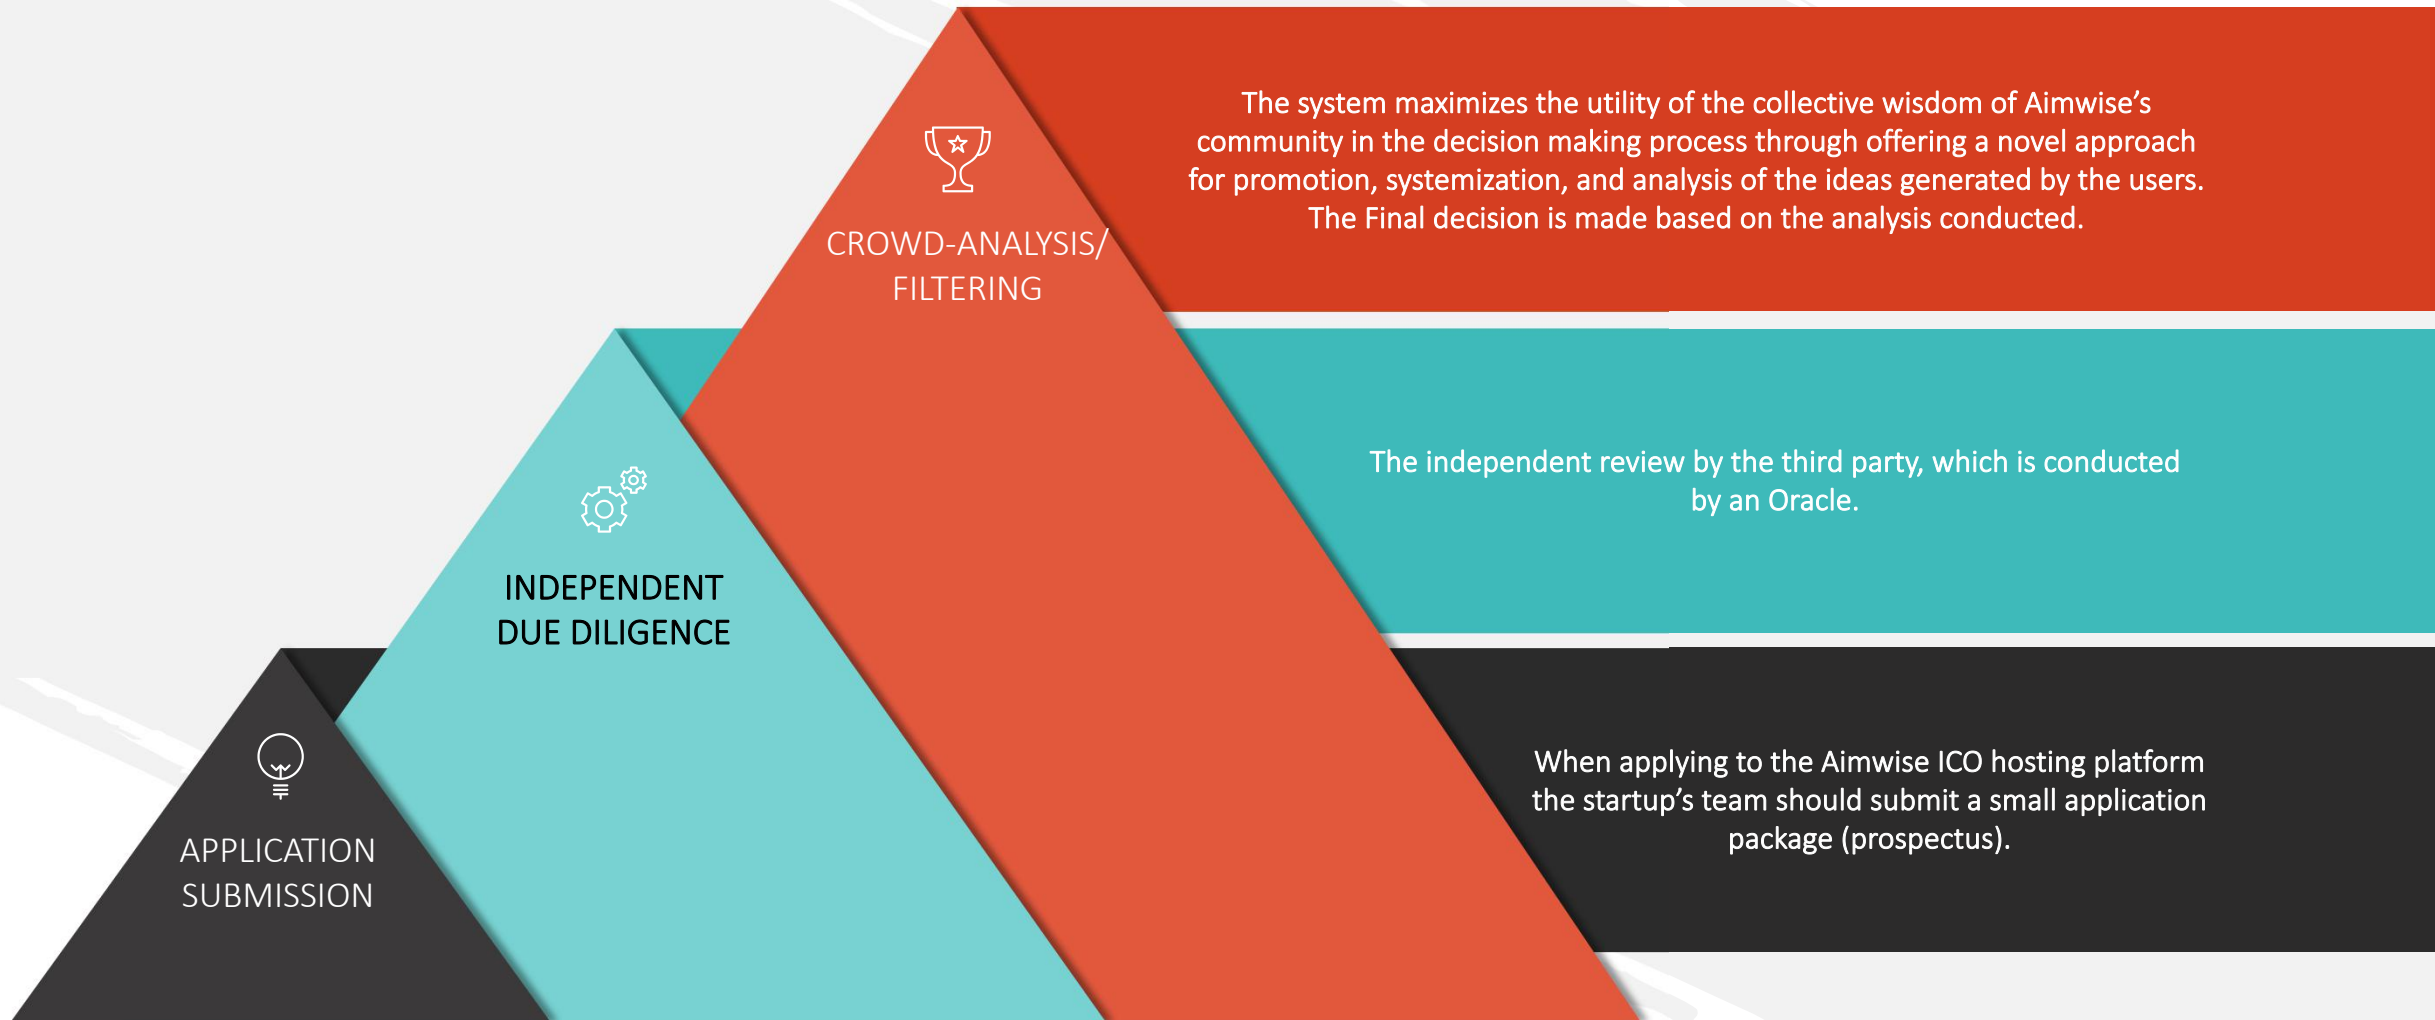 The system maximizes the utility of the collective wisdom of Aimwise’s
community in the decision making process through offering a novel approach
for promotion, systemization, and analysis of the ideas generated by the users.
The Final decision is made based on the analysis conducted.
CROWD-ANALYSIS/
FILTERING
The independent review by the third party, which is conducted
by an Oracle.
INDEPENDENT
DUE DILIGENCE
When applying to the Aimwise ICO hosting platform
the startup’s team should submit a small application
package (prospectus).
APPLICATION
SUBMISSION